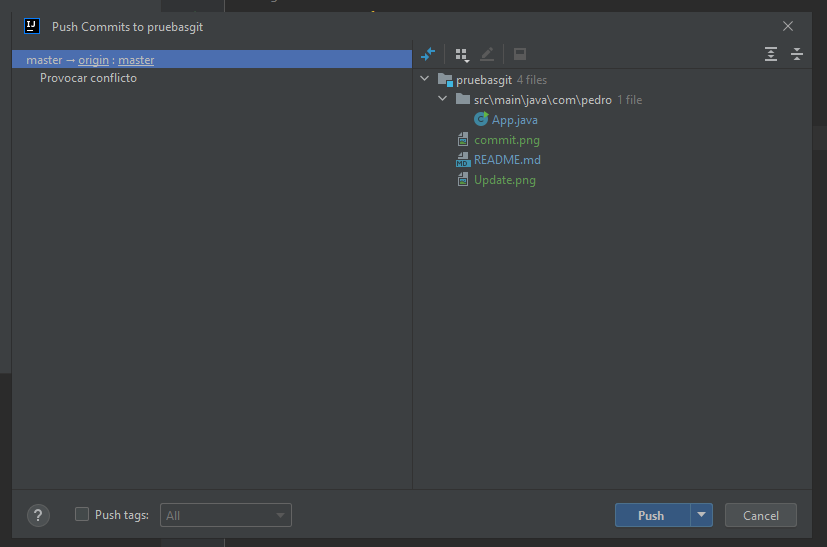 Push Commits to pruebasgit
master → origin : master
Provocar conflicto
pruebasgit 4 files
src\main\java\com\pedro 1 file
App.java
commit.png
README.md
Update.png
? Push tags: All Push Cancel